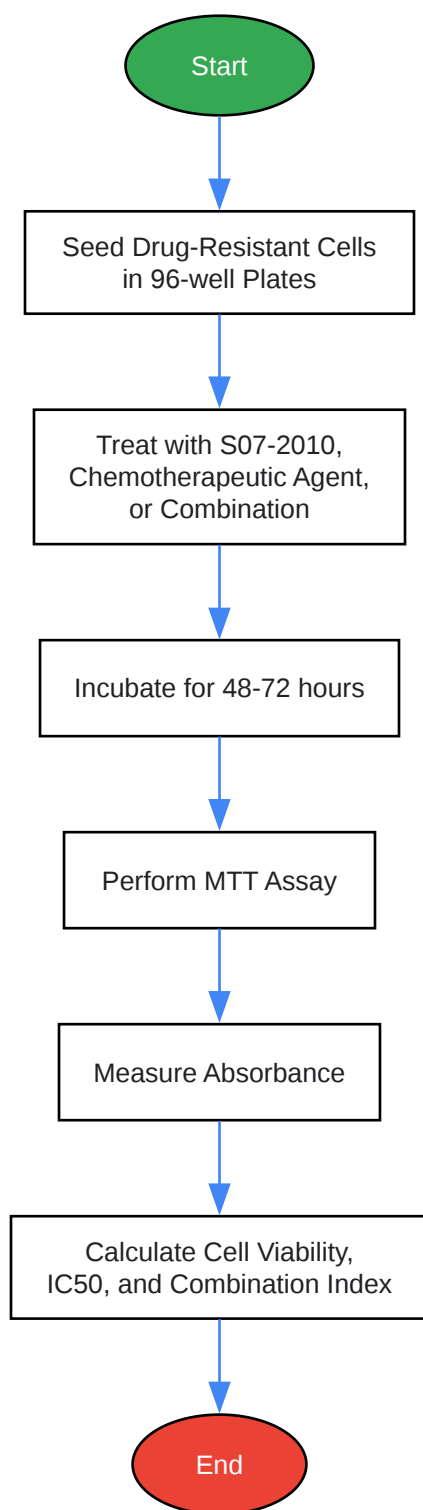 Start
Seed Drug-Resistant Cells
in 96-well Plates
Treat with S07-2010,
Chemotherapeutic Agent,
or Combination
Incubate for 48-72 hours
Perform MTT Assay
Measure Absorbance
Calculate Cell Viability,
IC50, and Combination Index
End